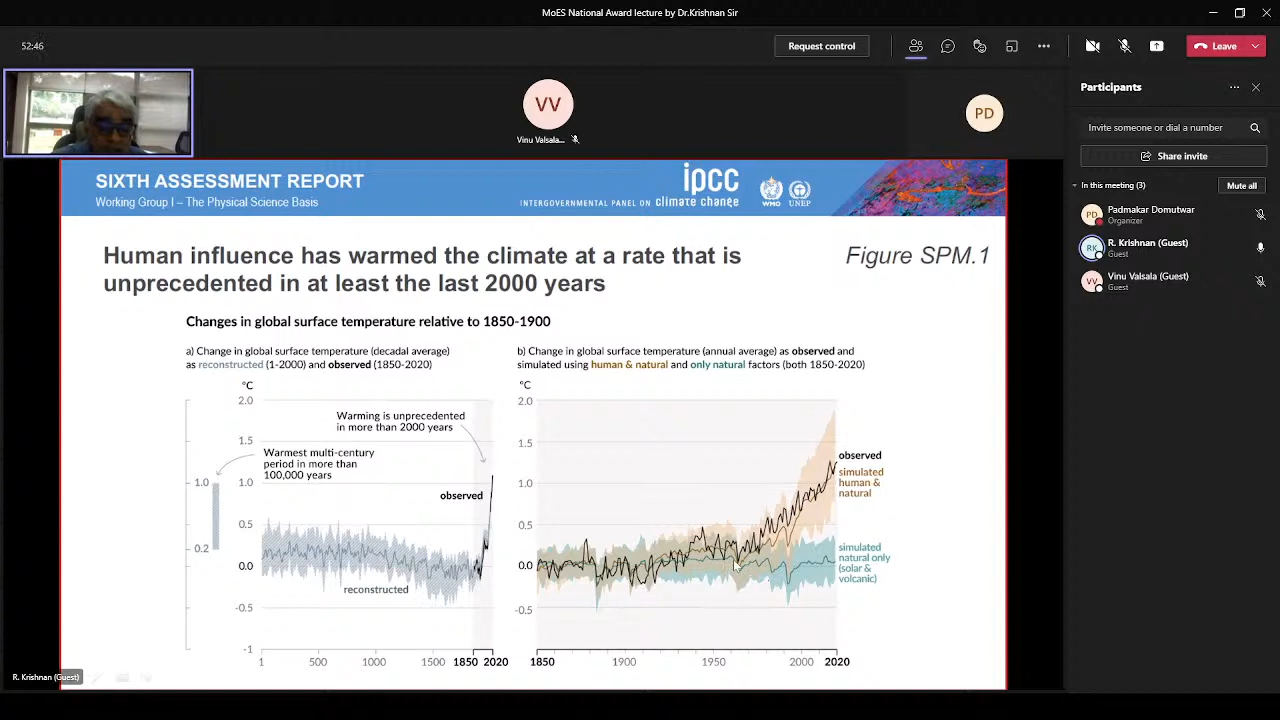 MoES National Award lecture by Dr.Krishnan Sir
52:46
Request control
Leave
VV
Vinu Valsala...
PD
Participants
Invite someone or dial a number
Share invite
In this meeting (3)
Mute all
PD
Padmakar Domutwar
Organizer
RK
R. Krishnan (Guest)
Guest
VV
Vinu Valsala (Guest)
Guest
SIXTH ASSESSMENT REPORT
Working Group I – The Physical Science Basis
ipcc
INTERGOVERNMENTAL PANEL ON climate change
WMO
UNEP
Human influence has warmed the climate at a rate that is
unprecedented in at least the last 2000 years
Figure SPM.1
Changes in global surface temperature relative to 1850-1900
a) Change in global surface temperature (decadal average)
as reconstructed (1-2000) and observed (1850-2020)
°C
2.0
1.5
1.0
0.5
0.0
-0.5
-1
1.0
0.2
Warming is unprecedented
in more than 2000 years
Warmest multi-century
period in more than
100,000 years
observed
reconstructed
1 500 1000 1500 1850 2020
b) Change in global surface temperature (annual average) as observed and
simulated using human & natural and only natural factors (both 1850-2020)
°C
2.0
1.5
1.0
0.5
0.0
-0.5
observed
simulated
human &
natural
simulated
natural only
(solar &
volcanic)
1850 1900 1950 2000 2020
R. Krishnan (Guest)